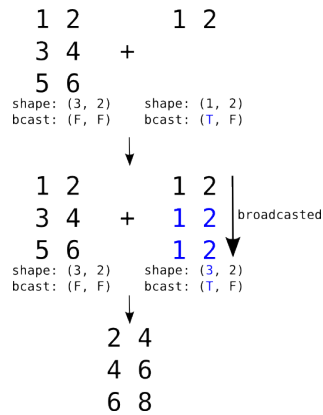 1 2 1 2
3 4 +
5 6
shape: (3, 2) shape: (1, 2)
bcast: (F, F) bcast: (T, F)
1 2 1 2
3 4 + 1 2 broadcasted
5 6 1 2
shape: (3, 2) shape: (3, 2)
bcast: (F, F) bcast: (T, F)
2 4
4 6
6 8